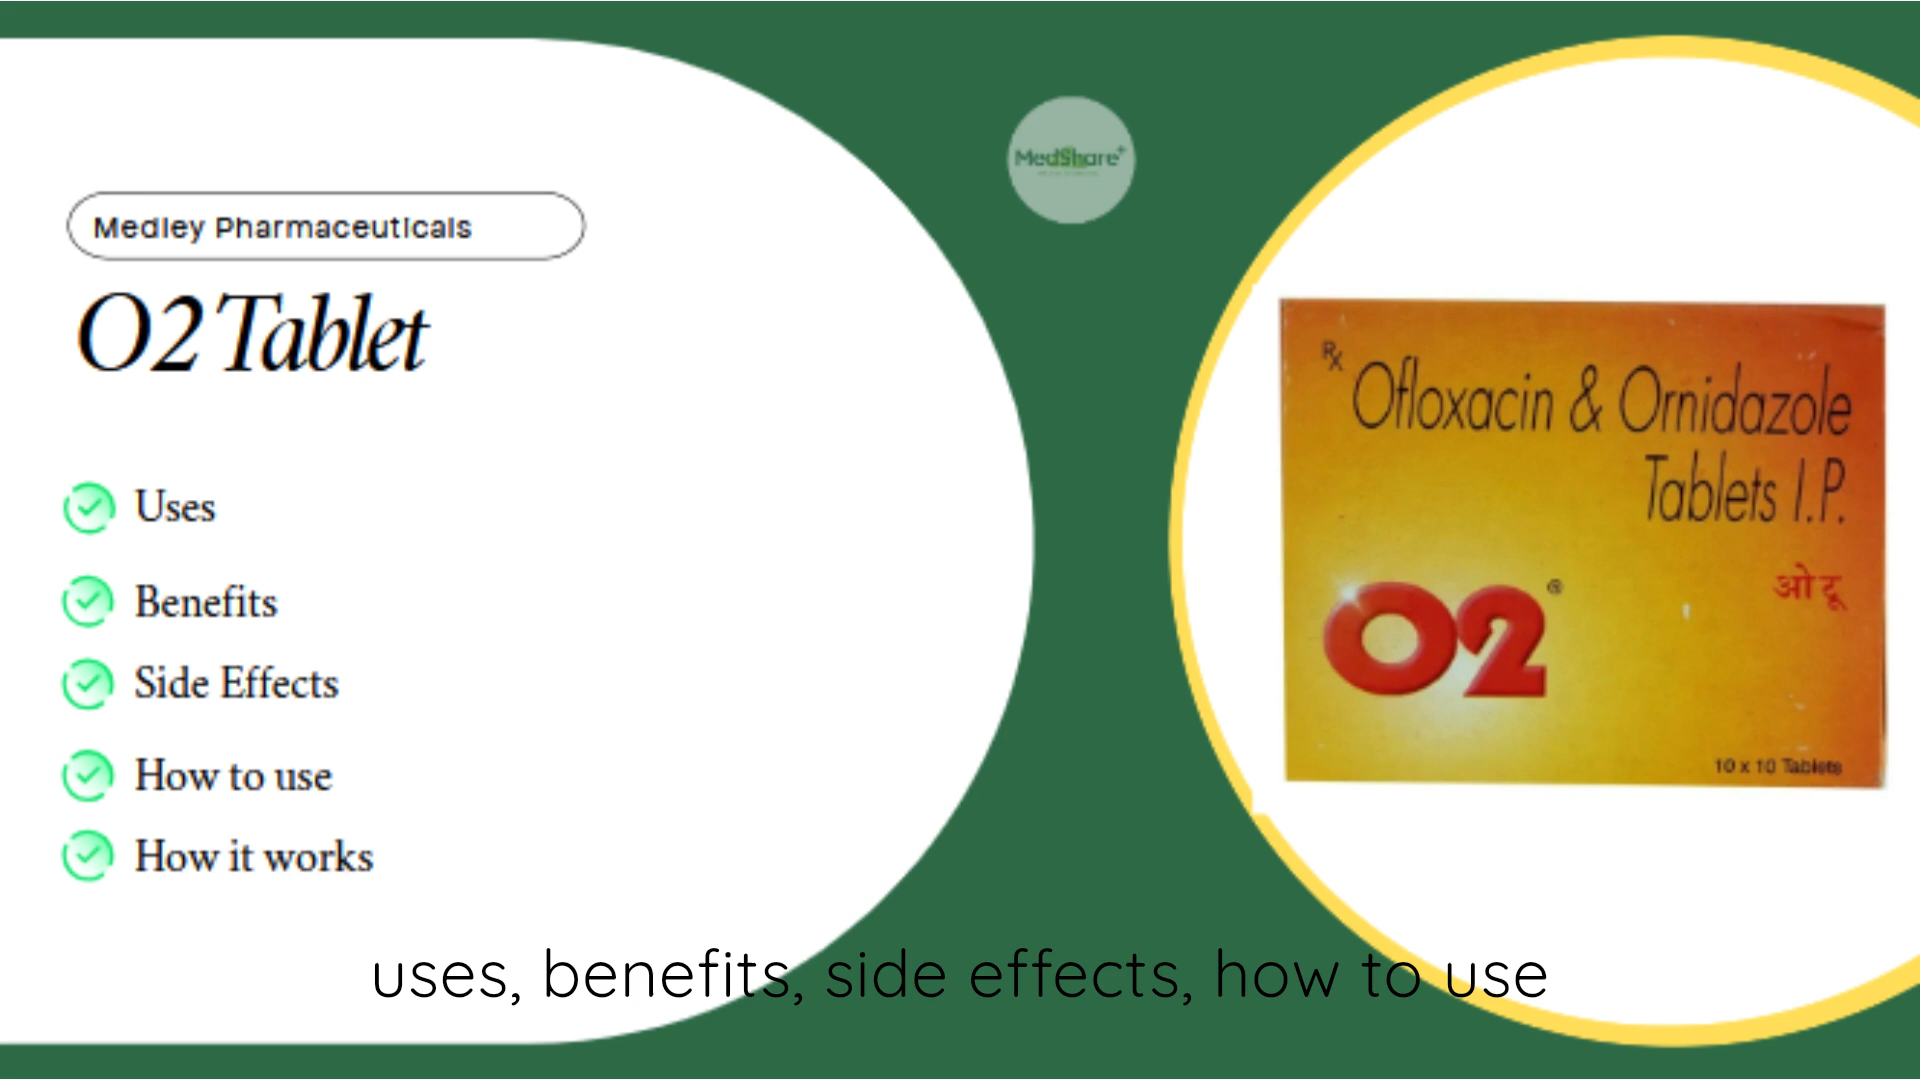 MedShare+
Medley Pharmaceuticals
O2 Tablet
Uses
Benefits
Side Effects
How to use
How it works
Rx
Ofloxacin & Ornidazole
Tablets I.P.
ओ टू
O2®
10 x 10 Tablets
uses, benefits, side effects, how to use